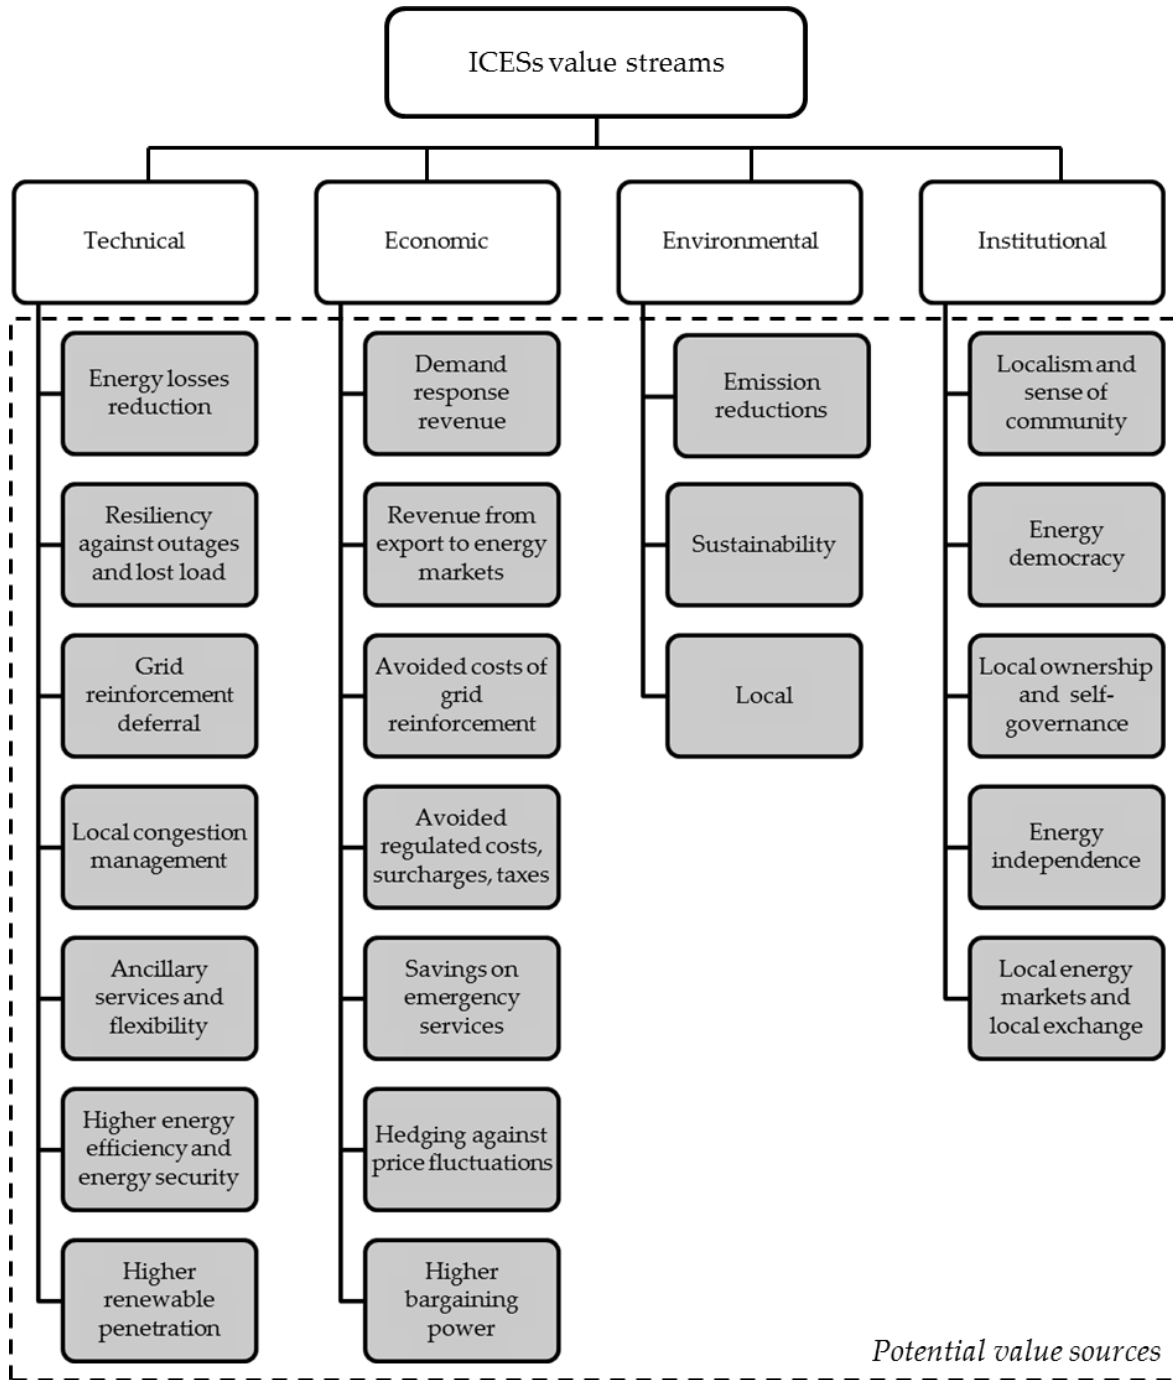 ICESs value streams
Technical
Economic
Environmental
Institutional
Energy losses
reduction
Resiliency
against outages
and lost load
Grid
reinforcement
deferral
Local congestion
management
Ancillary
services and
flexibility
Higher energy
efficiency and
energy security
Higher
renewable
penetration
Demand
response
revenue
Revenue from
export to energy
markets
Avoided costs of
grid
reinforcement
Avoided
regulated costs,
surcharges, taxes
Savings on
emergency
services
Hedging against
price fluctuations
Higher
bargaining
power
Emission
reductions
Sustainability
Local
Localism and
sense of
community
Energy
democracy
Local ownership
and self-
governance
Energy
independence
Local energy
markets and
local exchange
Potential value sources